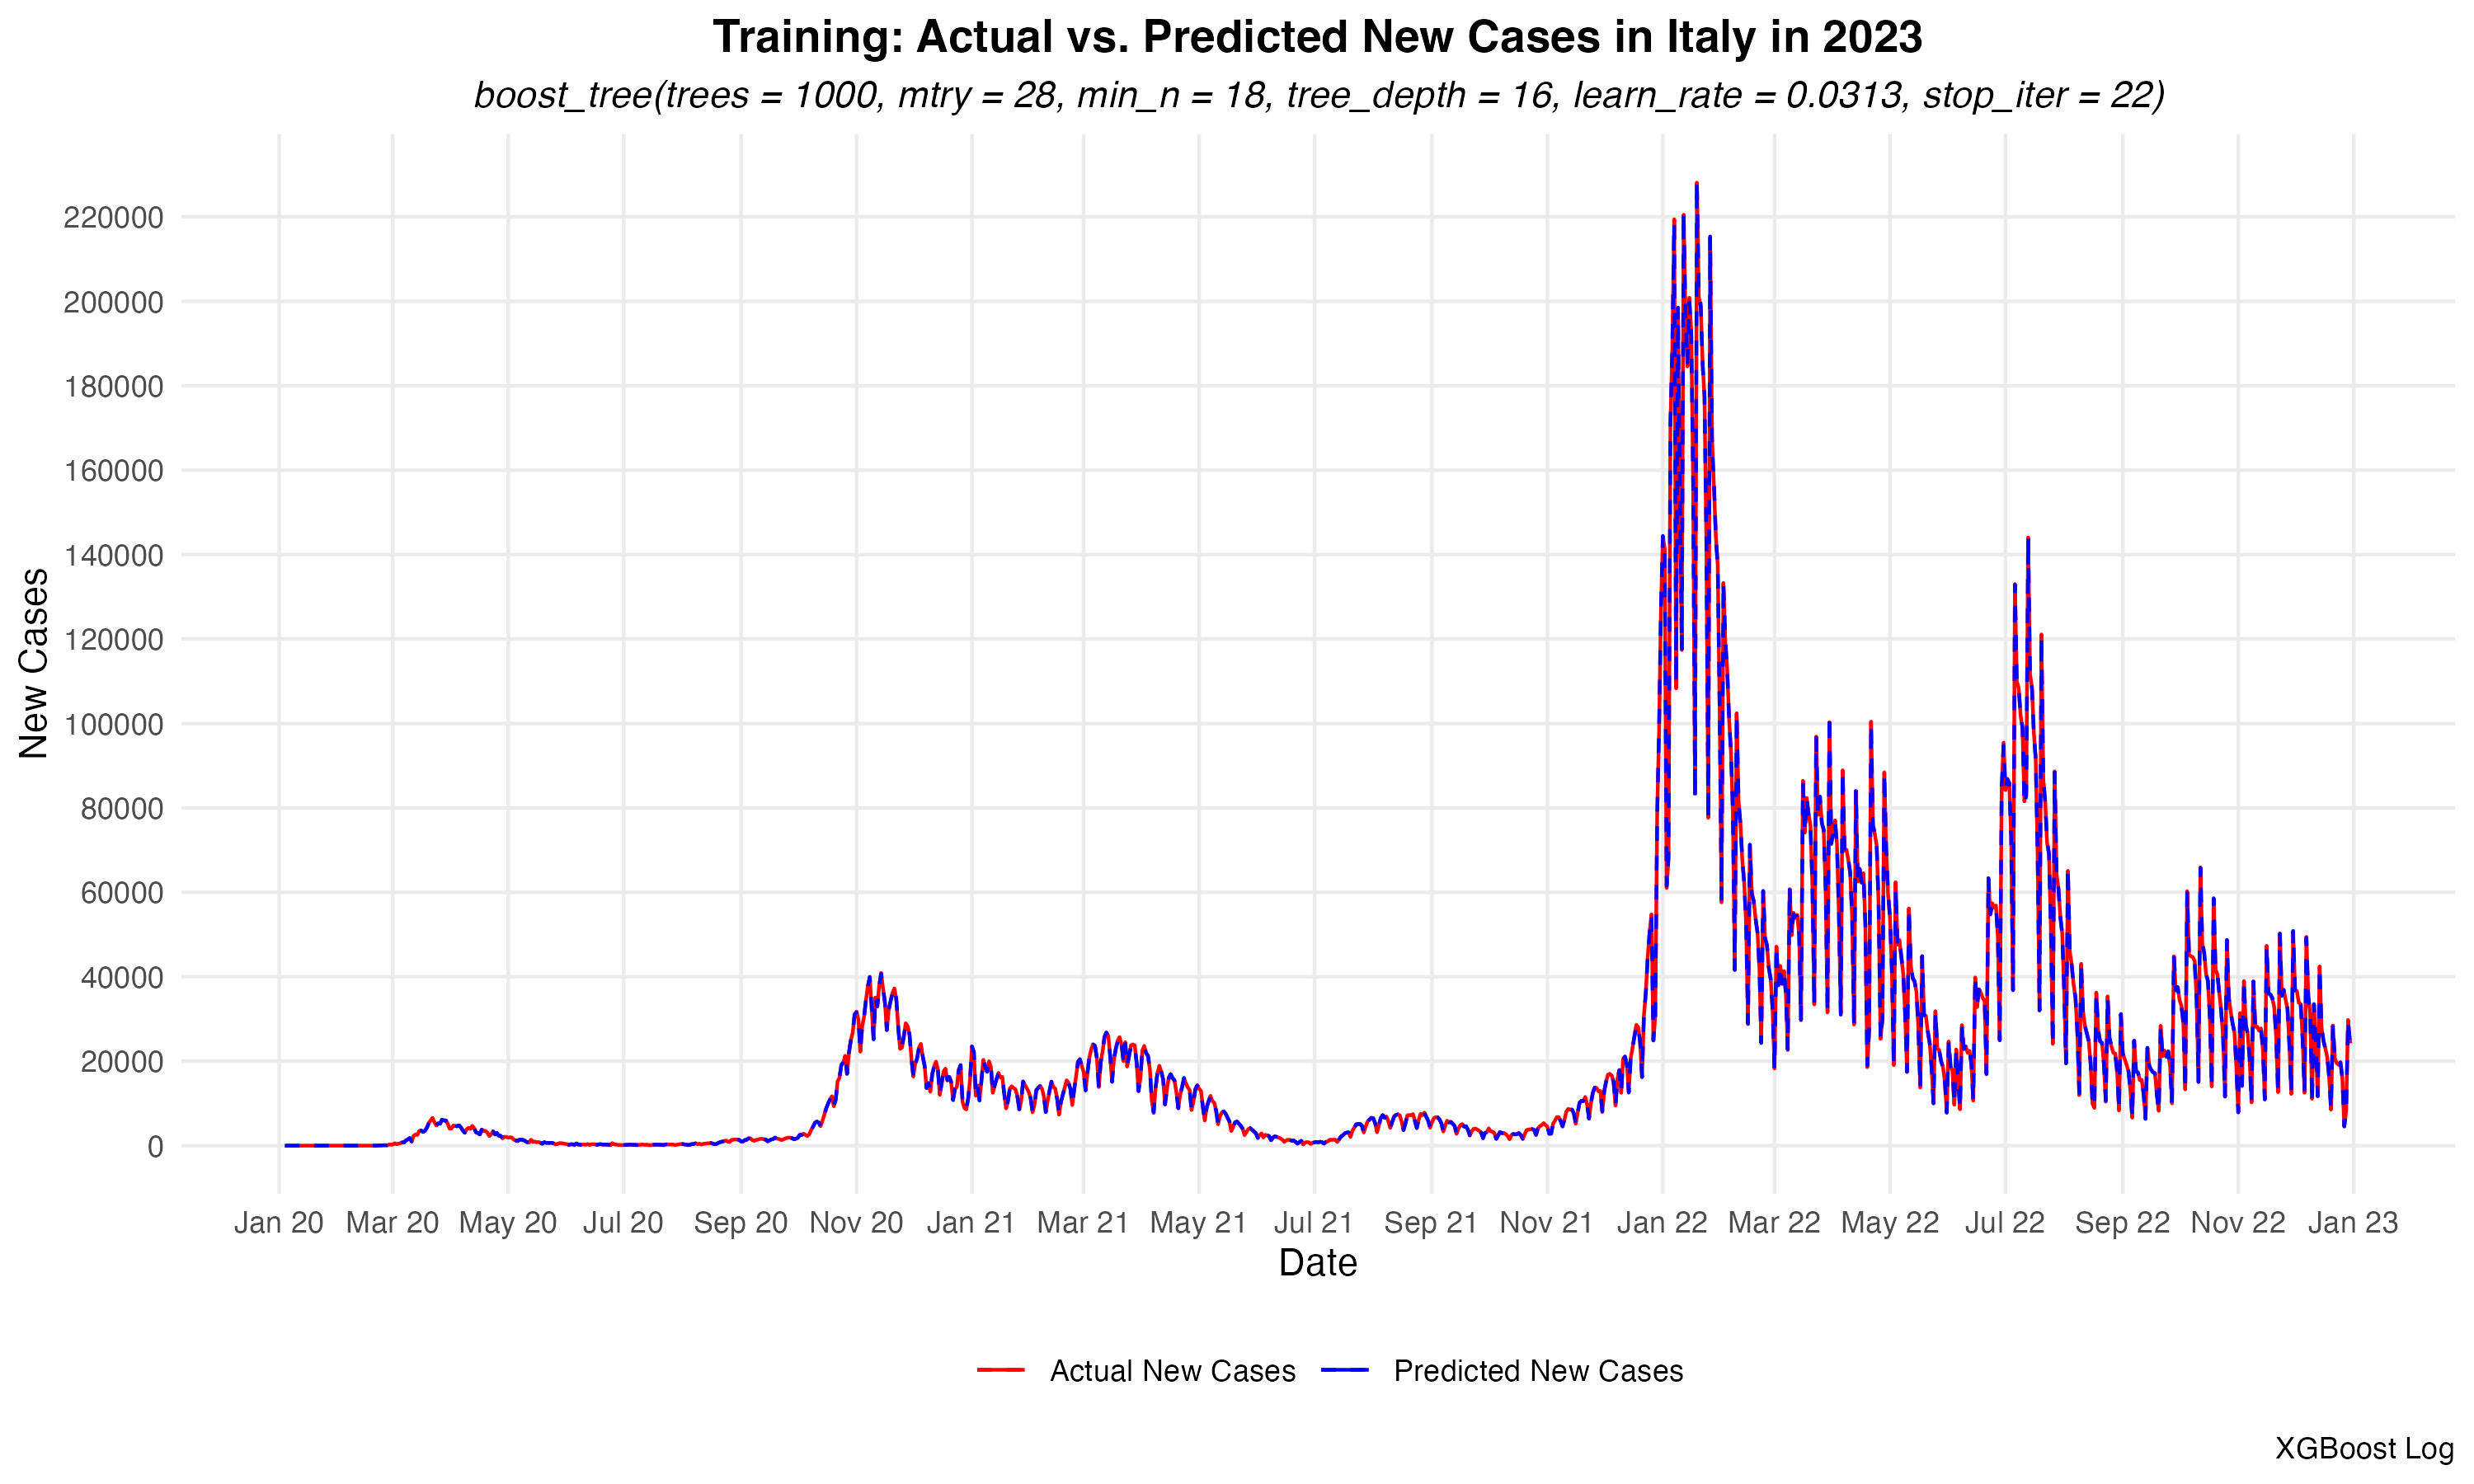 Training: Actual vs. Predicted New Cases in Italy in 2023
boost_tree(trees = 1000, mtry = 28, min_n = 18, tree_depth = 16, learn_rate = 0.0313, stop_iter = 22)
New Cases
220000
200000
180000
160000
140000
120000
100000
80000
60000
40000
20000
0
Jan 20 Mar 20 May 20 Jul 20 Sep 20 Nov 20 Jan 21 Mar 21 May 21 Jul 21 Sep 21 Nov 21 Jan 22 Mar 22 May 22 Jul 22 Sep 22 Nov 22 Jan 23
Date
Actual New Cases Predicted New Cases
XGBoost Log